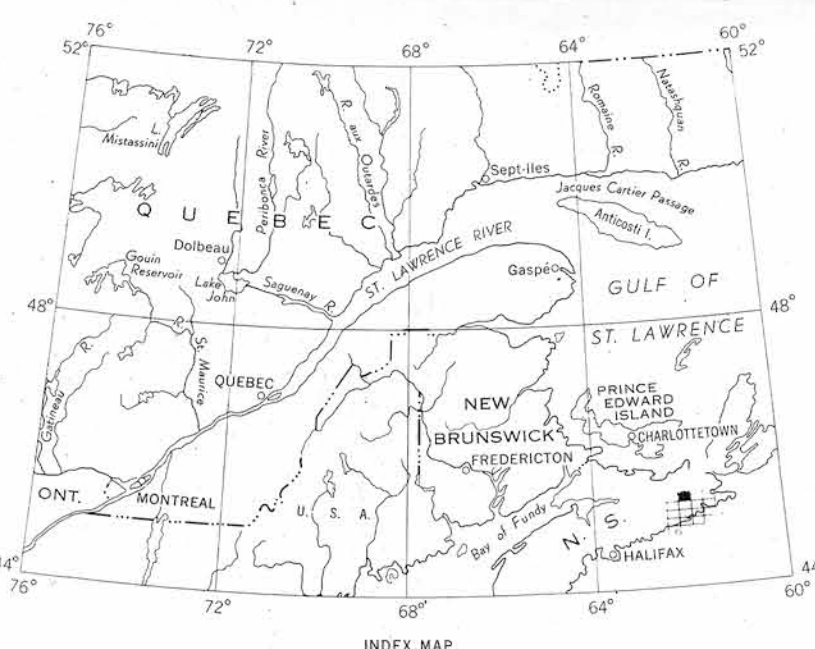 76°
72°
68°
64°
60°
52°
52°
L.
Mistassini
Peribonca River
R. aux Outardes
Romaine R.
Natashquan R.
Sept-Iles
Jacques Cartier Passage
Anticosti I.
QUEBEC
Dolbeau
Gouin
Reservoir
Lake
John
Saguenay R.
ST. LAWRENCE RIVER
Gaspé
GULF OF
ST. LAWRENCE
48°
48°
R.
St. Maurice
Gatineau R.
QUEBEC
NEW
BRUNSWICK
FREDERICTON
PRINCE
EDWARD
ISLAND
CHARLOTTETOWN
ONT.
MONTREAL
U. S. A.
Bay of Fundy
N. S.
HALIFAX
44°
44°
76°
72°
68°
64°
60°
INDEX MAP